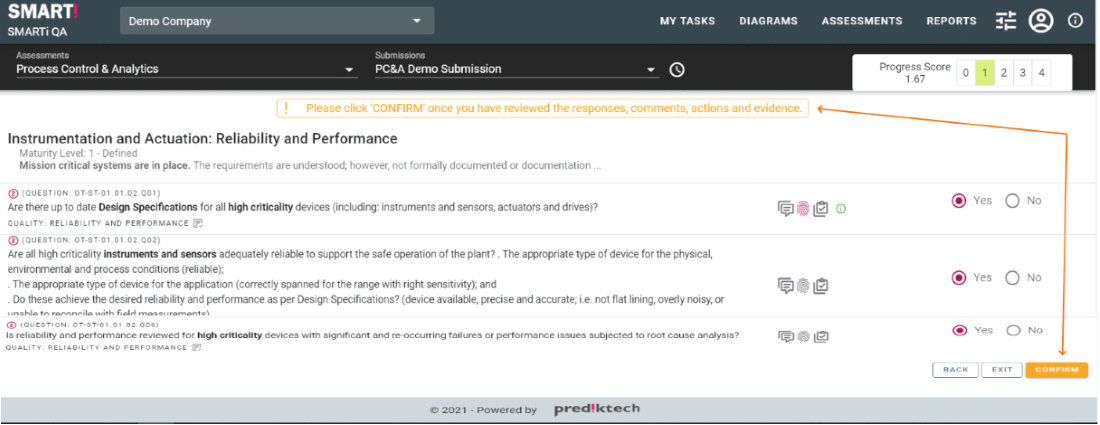 SMART!
SMARTi QA
Demo Company
MY TASKS DIAGRAMS ASSESSMENTS REPORTS
Assessments
Process Control & Analytics
Submissions
PC&A Demo Submission
Progress Score
1.67
0 1 2 3 4
! Please click 'CONFIRM' once you have reviewed the responses, comments, actions and evidence.
Instrumentation and Actuation: Reliability and Performance
Maturity Level: 1 - Defined
Mission critical systems are in place. The requirements are understood; however, not formally documented or documentation ...
2 (QUESTION: OT-ST-01.01.02.Q01)
Are there up to date Design Specifications for all high criticality devices (including: instruments and sensors, actuators and drives)?
Yes No
QUALITY: RELIABILITY AND PERFORMANCE
2 (QUESTION: OT-ST-01.01.02.Q02)
Are all high criticality instruments and sensors adequately reliable to support the safe operation of the plant? . The appropriate type of device for the physical,
environmental and process conditions (reliable);
. The appropriate type of device for the application (correctly spanned for the range with right sensitivity); and
Yes No
. Do these achieve the desired reliability and performance as per Design Specifications? (device available, precise and accurate; i.e. not flat lining, overly noisy, or
unable to reconcile with field measurements)
2 (QUESTION: OT-ST-01.01.02.Q06)
Is reliability and performance reviewed for high criticality devices with significant and re-occurring failures or performance issues subjected to root cause analysis?
Yes No
QUALITY: RELIABILITY AND PERFORMANCE
BACK EXIT CONFIRM
© 2021 - Powered by pred!ktech